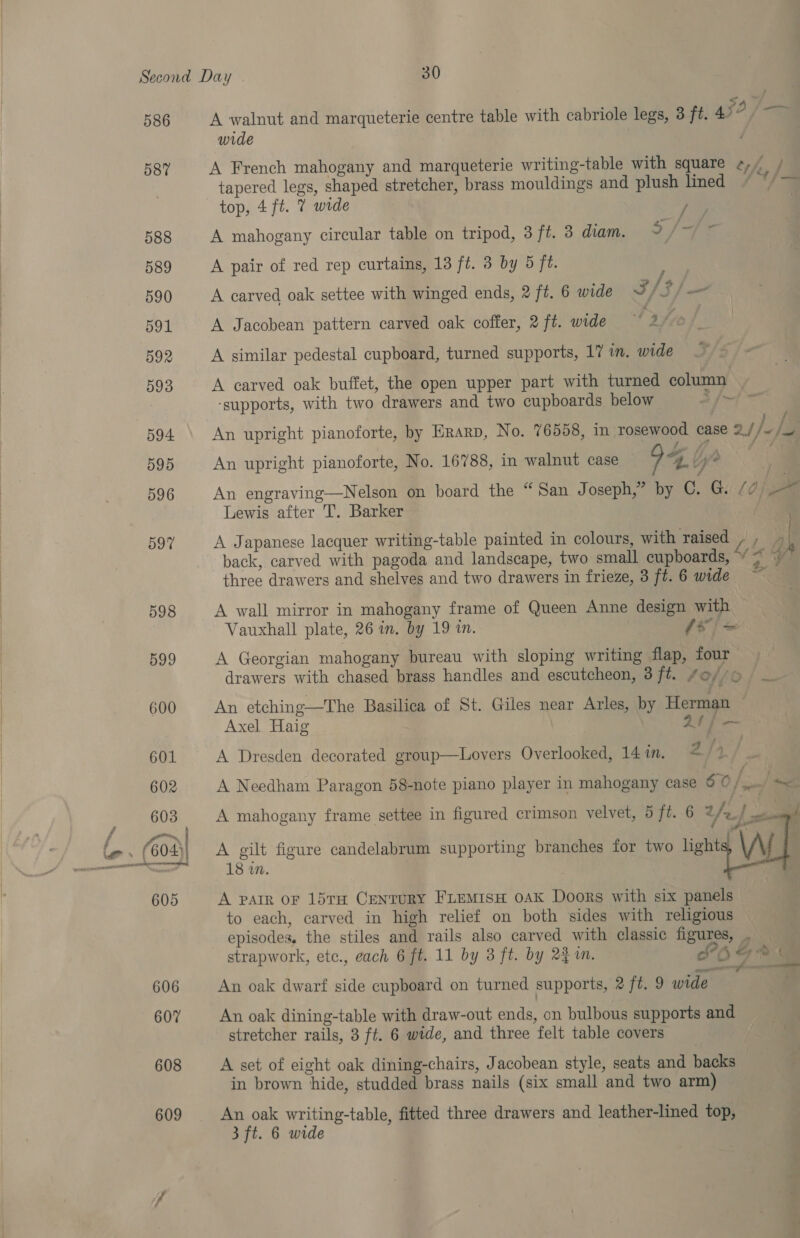 Second Day 30
586 A walnut and marqueterie centre table with cabriole legs, 3 ft. 4
wide
587 A French mahogany and marqueterie writing-table with square
tapered legs, shaped stretcher, brass mouldings and plush lined
top, 4 ft. 7 wide
588 A mahogany circular table on tripod, 3 ft. 3 diam. 5/-/-
589 A pair of red rep curtains, 13 ft. 3 by 5 ft.
590 A carved oak settee with winged ends, 2 ft. 6 wide 3/3/-
591 A Jacobean pattern carved oak coffer, 2 ft. wide
592 A similar pedestal cupboard, turned supports, 17 in. wide
593 A carved oak buffet, the open upper part with turned column
supports, with two drawers and two cupboards below
594 An upright pianoforte, by Erard, No. 76558, in rosewood case 21/-/-
595 An upright pianoforte, No. 16788, in walnut case
596 An engraving—Nelson on board the “San Joseph,” by C. G.
Lewis after T. Barker
597 A Japanese lacquer writing-table painted in colours, with raised
back, carved with pagoda and landscape, two small cupboards,
three drawers and shelves and two drawers in frieze, 3 ft. 6 wide
598 A wall mirror in mahogany frame of Queen Anne design with
Vauxhall plate, 26 in. by 19 in.
599 A Georgian mahogany bureau with sloping writing flap, four
drawers with chased brass handles and escutcheon, 3 ft.
600 An etching—The Basilica of St. Giles near Arles, by Herman
Axel Haig 21/-
601 A Dresden decorated group—Lovers Overlooked, 14 in.
602 A Needham Paragon 58-note piano player in mahogany case
603 A mahogany frame settee in figured crimson velvet, 5 ft. 6
604 A gilt figure candelabrum supporting branches for two lights,
18 in.
605 A pair of 15th Century Flemish oak Doors with six panels
to each, carved in high relief on both sides with religious
episodes, the stiles and rails also carved with classic figures,
strapwork, etc., each 6 ft. 11 by 3 ft. by 2¾ in.
606 An oak dwarf side cupboard on turned supports, 2 ft. 9 wide
607 An oak dining-table with draw-out ends, on bulbous supports and
stretcher rails, 3 ft. 6 wide, and three felt table covers
608 A set of eight oak dining-chairs, Jacobean style, seats and backs
in brown hide, studded brass nails (six small and two arm)
609 An oak writing-table, fitted three drawers and leather-lined top,
3 ft. 6 wide